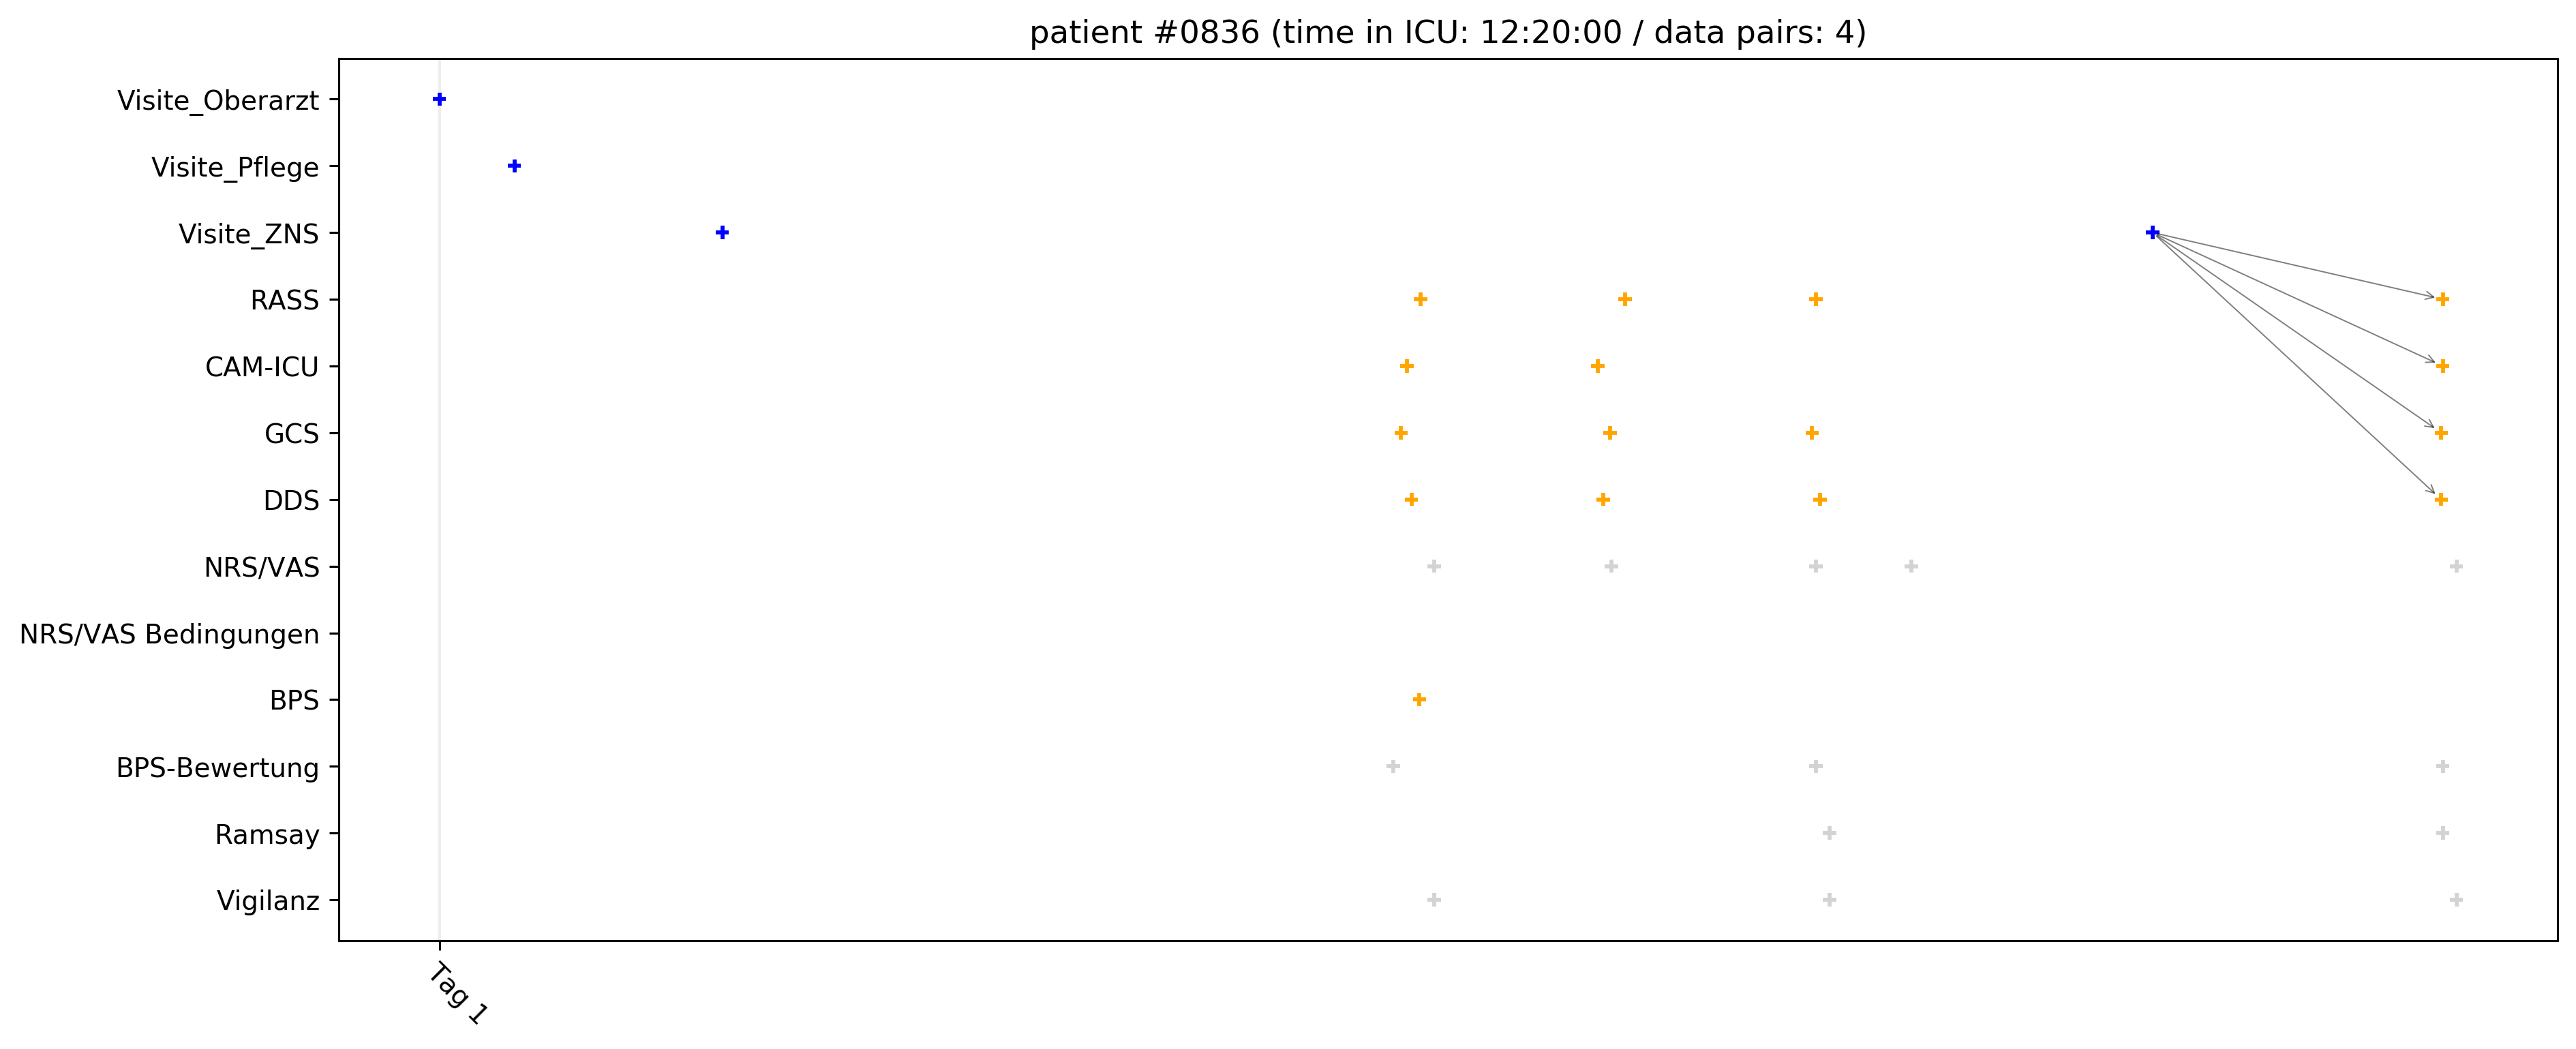 patient #0836 (time in ICU: 12:20:00 / data pairs: 4)
Visite_Oberarzt
Visite_Pflege
Visite_ZNS
RASS
CAM-ICU
GCS
DDS
NRS/VAS
NRS/VAS Bedingungen
BPS
BPS-Bewertung
Ramsay
Vigilanz
Tag 1